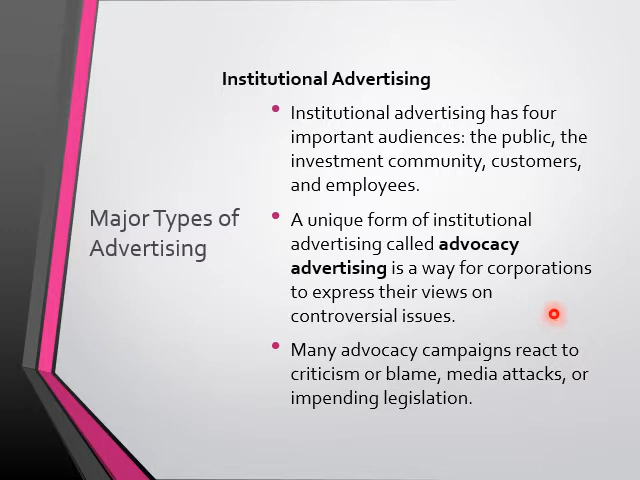 Institutional Advertising
Major Types of
Advertising
• Institutional advertising has four
important audiences: the public, the
investment community, customers,
and employees.
• A unique form of institutional
advertising called advocacy
advertising is a way for corporations
to express their views on
controversial issues.
• Many advocacy campaigns react to
criticism or blame, media attacks, or
impending legislation.